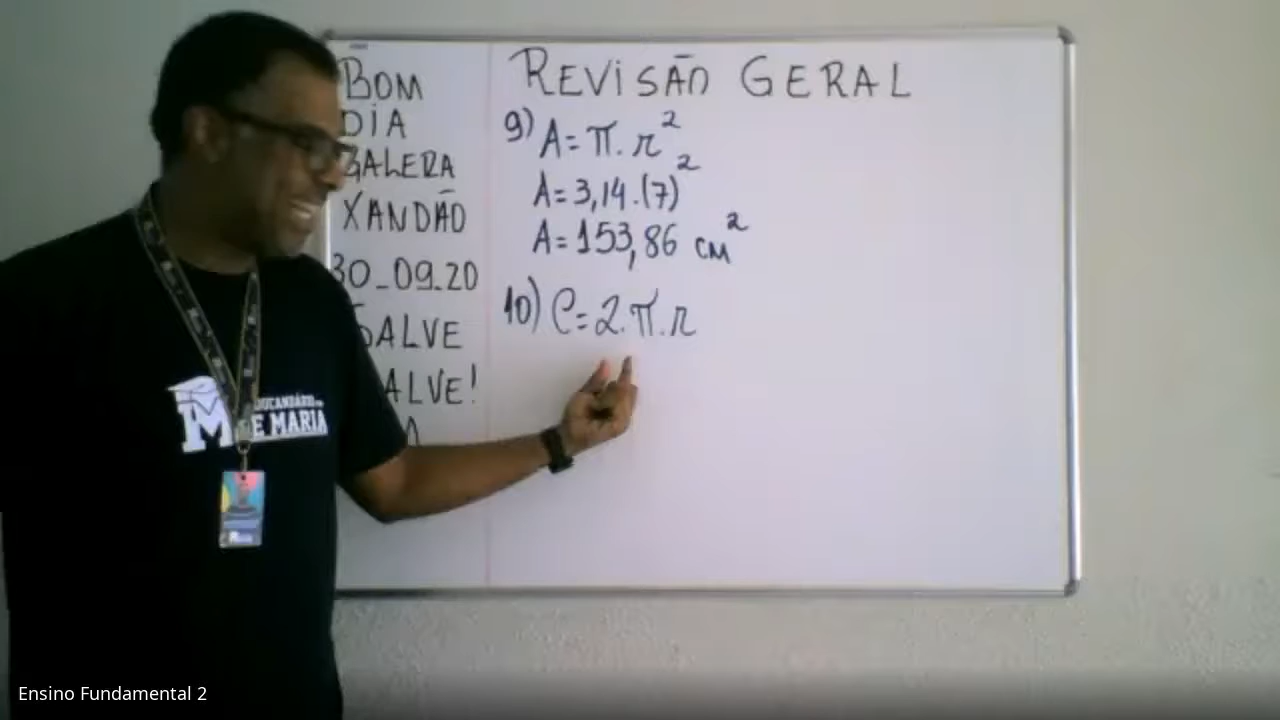 BOM
DIA
GALERA
XANDÃO
30_09.20
SALVE
SALVE!
REVISÃO GERAL
9) A = π. r²
A = 3,14.(7)²
A = 153,86 cm²
10) C = 2.π.r
M
E MARIA
Ensino Fundamental 2